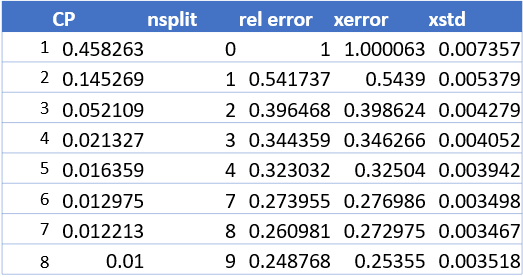 CP nsplit rel error xerror xstd
1 0.458263 0 1 1.000063 0.007357
2 0.145269 1 0.541737 0.5439 0.005379
3 0.052109 2 0.396468 0.398624 0.004279
4 0.021327 3 0.344359 0.346266 0.004052
5 0.016359 4 0.323032 0.32504 0.003942
6 0.012975 7 0.273955 0.276986 0.003498
7 0.012213 8 0.260981 0.272975 0.003467
8 0.01 9 0.248768 0.25355 0.003518